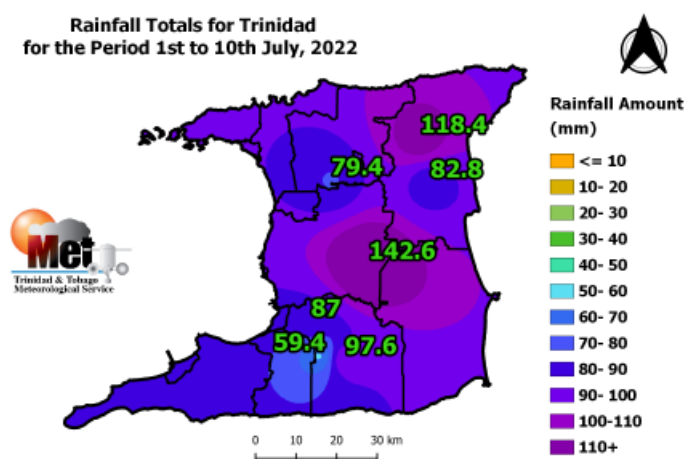 Rainfall Totals for Trinidad
for the Period 1st to 10th July, 2022
Rainfall Amount
(mm)
<= 10
10- 20
20- 30
30- 40
40- 50
50- 60
60- 70
70- 80
80- 90
90- 100
100-110
110+
118.4
79.4
82.8
142.6
87
59.4
97.6
Met
Trinidad & Tobago
Meteorological Service
0 10 20 30 km